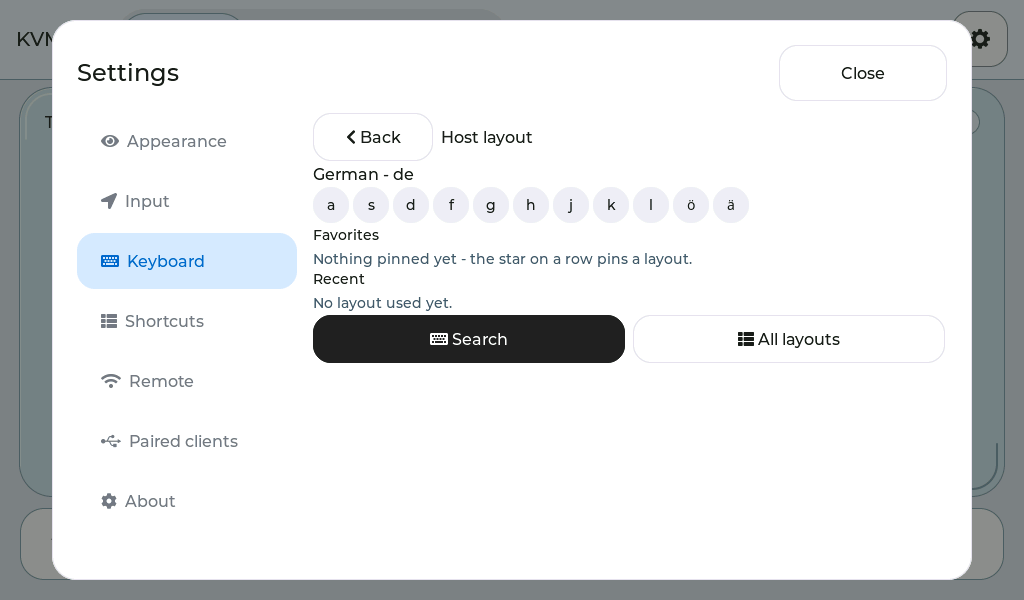 Settings
Close
Appearance
Input
Keyboard
Shortcuts
Remote
Paired clients
About
Back
Host layout
German - de
a s d f g h j k l ö ä
Favorites
Nothing pinned yet - the star on a row pins a layout.
Recent
No layout used yet.
Search
All layouts